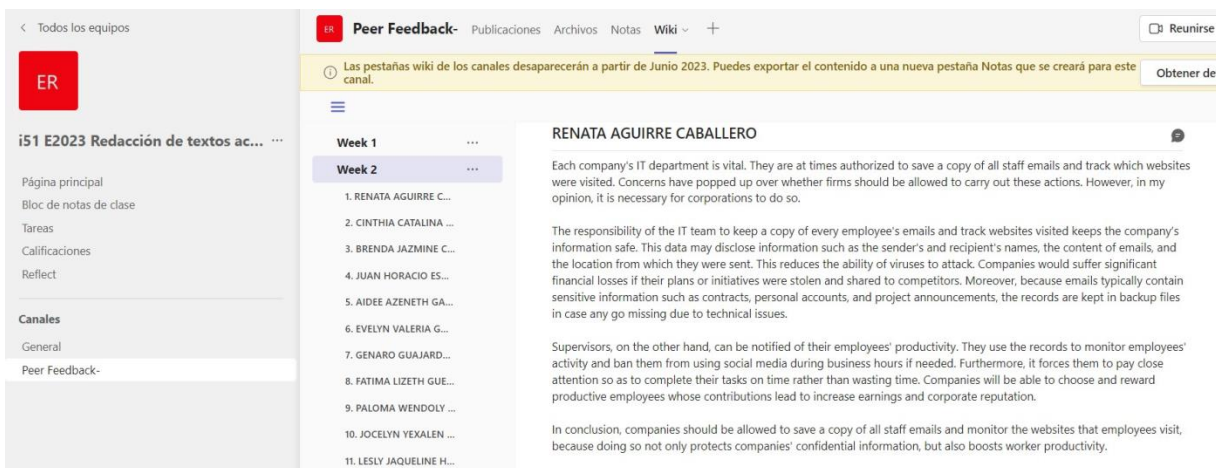 < Todos los equipos
ER
i51 E2023 Redacción de textos ac... ...
Página principal
Bloc de notas de clase
Tareas
Calificaciones
Reflect
Canales
General
Peer Feedback-
ER Peer Feedback- Publicaciones Archivos Notas Wiki +
Reunirse
Las pestañas wiki de los canales desaparecerán a partir de Junio 2023. Puedes exportar el contenido a una nueva pestaña Notas que se creará para este
canal.
Obtener de
Week 1 ...
Week 2 ...
1. RENATA AGUIRRE C...
2. CINTHIA CATALINA ...
3. BRENDA JAZMINE C...
4. JUAN HORACIO ES...
5. AIDEE AZENETH GA...
6. EVELYN VALERIA G...
7. GENARO GUAJARD...
8. FATIMA LIZETH GUE...
9. PALOMA WENDOLY ...
10. JOCELYN YEXALEN ...
11. LESLY JAQUELINE H...
RENATA AGUIRRE CABALLERO
Each company's IT department is vital. They are at times authorized to save a copy of all staff emails and track which websites
were visited. Concerns have popped up over whether firms should be allowed to carry out these actions. However, in my
opinion, it is necessary for corporations to do so.
The responsibility of the IT team to keep a copy of every employee's emails and track websites visited keeps the company's
information safe. This data may disclose information such as the sender's and recipient's names, the content of emails, and
the location from which they were sent. This reduces the ability of viruses to attack. Companies would suffer significant
financial losses if their plans or initiatives were stolen and shared to competitors. Moreover, because emails typically contain
sensitive information such as contracts, personal accounts, and project announcements, the records are kept in backup files
in case any go missing due to technical issues.
Supervisors, on the other hand, can be notified of their employees' productivity. They use the records to monitor employees'
activity and ban them from using social media during business hours if needed. Furthermore, it forces them to pay close
attention so as to complete their tasks on time rather than wasting time. Companies will be able to choose and reward
productive employees whose contributions lead to increase earnings and corporate reputation.
In conclusion, companies should be allowed to save a copy of all staff emails and monitor the websites that employees visit,
because doing so not only protects companies' confidential information, but also boosts worker productivity.